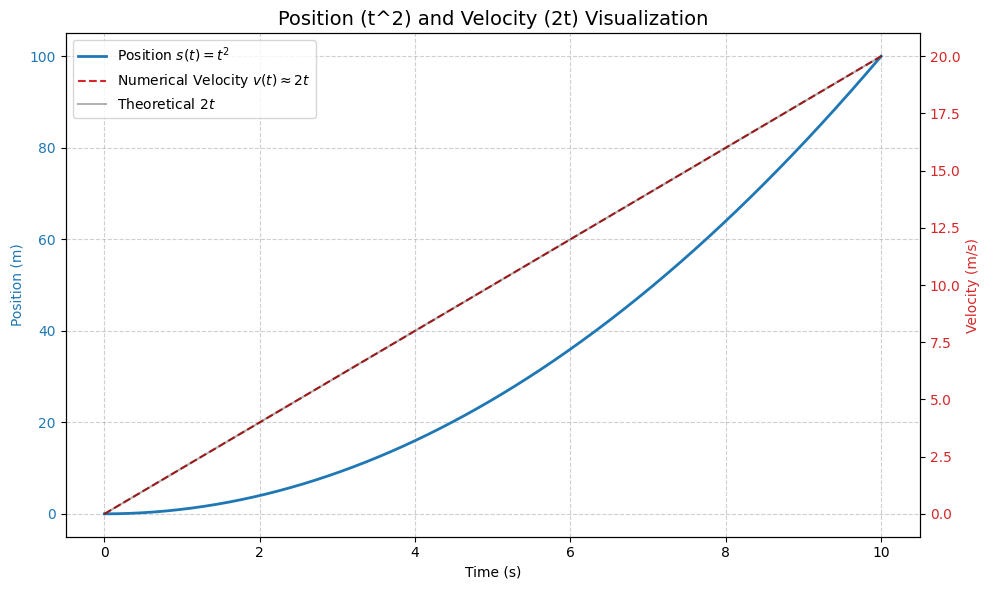 Position (t^2) and Velocity (2t) Visualization
Position s(t) = t²
Numerical Velocity v(t) ≈ 2t
Theoretical 2t
Position (m)
100
80
60
40
20
0
20.0
17.5
15.0
12.5
10.0
7.5
5.0
2.5
0.0
Velocity (m/s)
0 2 4 6 8 10
Time (s)